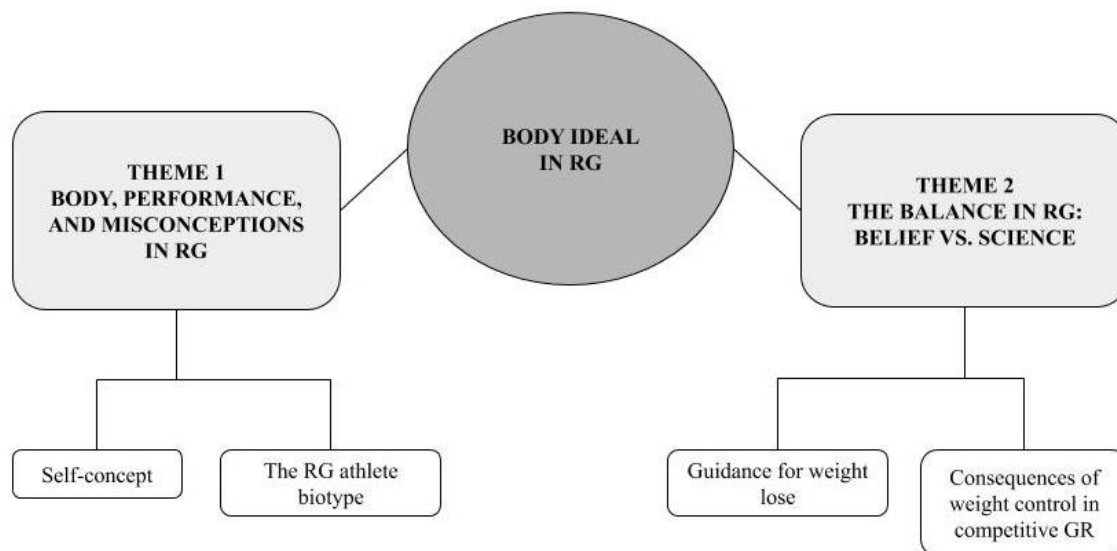 BODY IDEAL
IN RG
THEME 1
BODY, PERFORMANCE,
AND MISCONCEPTIONS
IN RG
THEME 2
THE BALANCE IN RG:
BELIEF VS. SCIENCE
Self-concept
The RG athlete
biotype
Guidance for weight
lose
Consequences of
weight control in
competitive GR